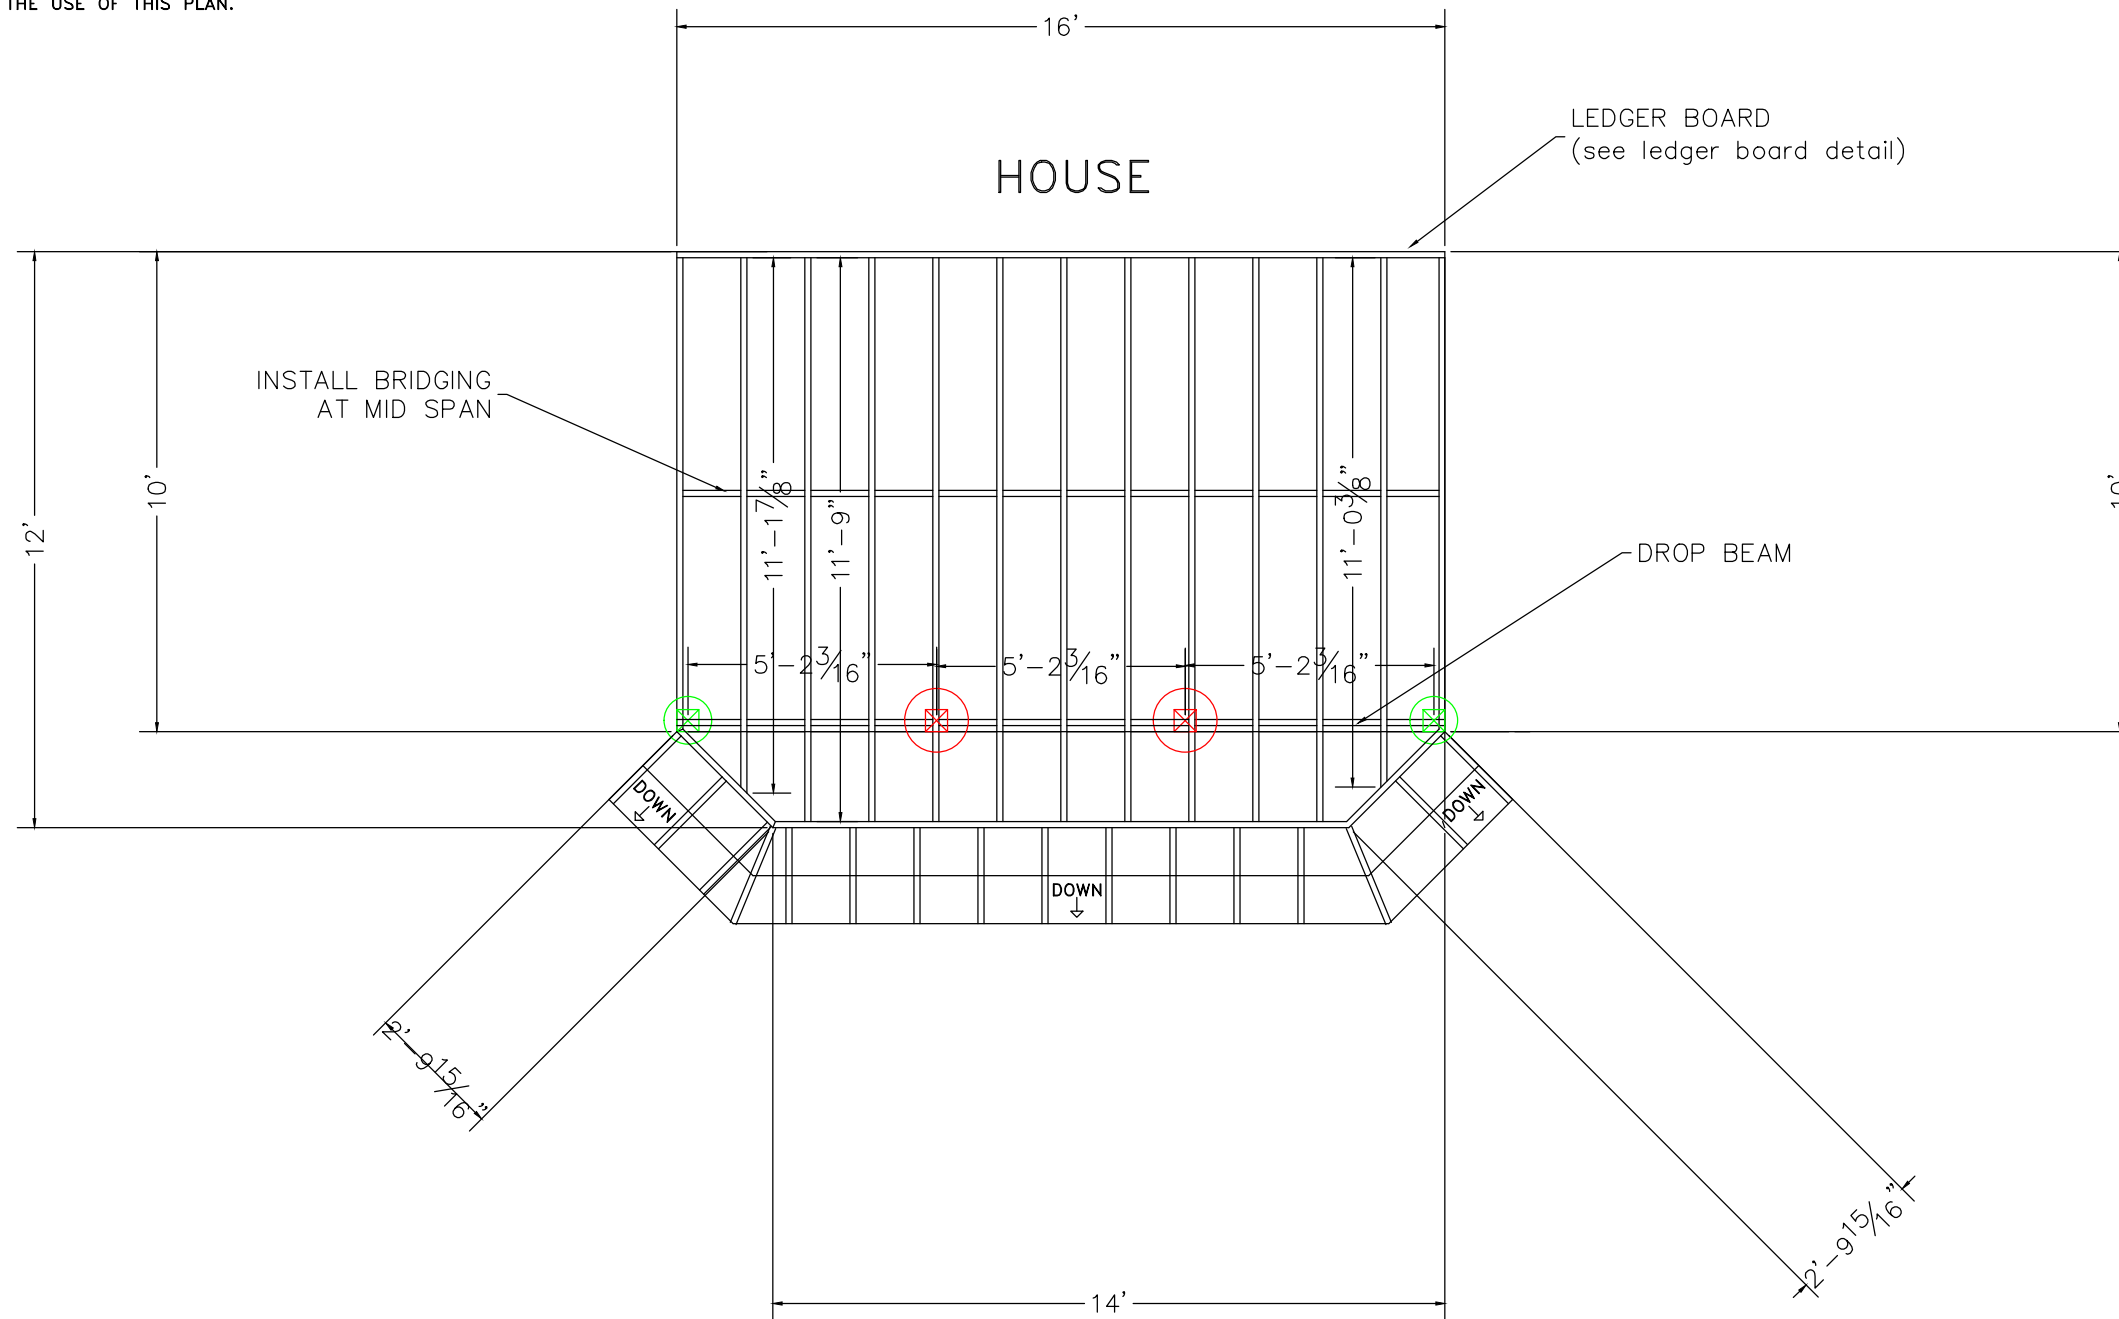 THE USE OF THIS PLAN.
16'
LEDGER BOARD
(see ledger board detail)
HOUSE
INSTALL BRIDGING
AT MID SPAN
12'
10'
10'
11'-1 7/8"
11'-9"
11'-0 3/8"
DROP BEAM
5'-2 3/16"
5'-2 3/16"
5'-2 3/16"
DOWN
DOWN
DOWN
2'-9 15/16"
2'-9 15/16"
14'